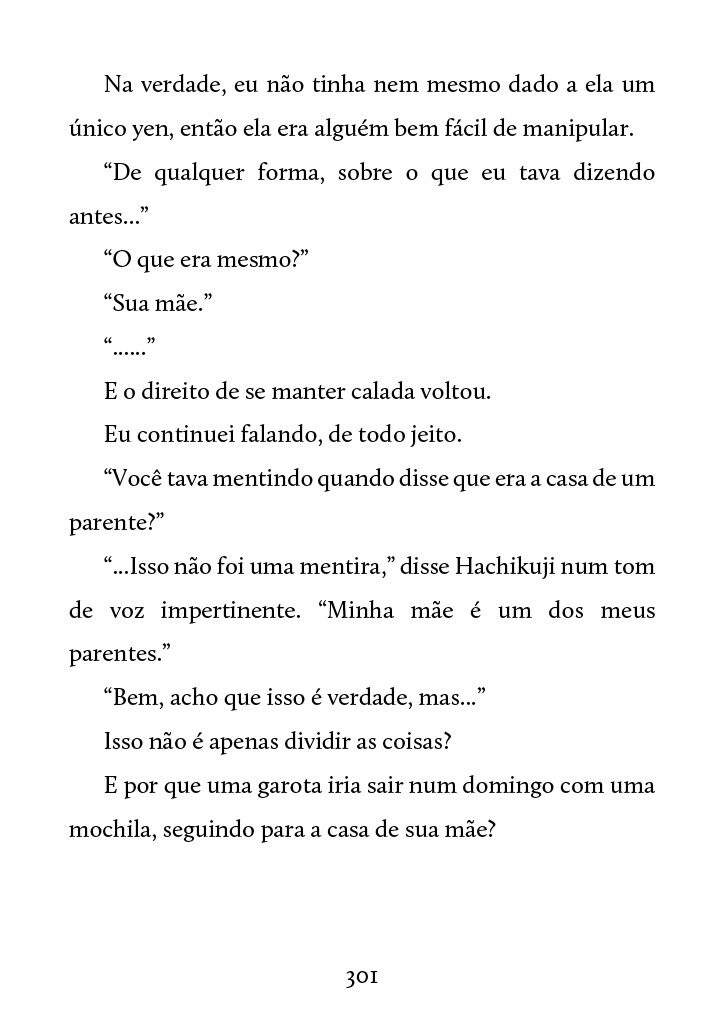 Na verdade, eu não tinha nem mesmo dado a ela um
único yen, então ela era alguém bem fácil de manipular.
“De qualquer forma, sobre o que eu tava dizendo
antes...”
“O que era mesmo?”
“Sua mãe.”
“......”
E o direito de se manter calada voltou.
Eu continuei falando, de todo jeito.
“Você tava mentindo quando disse que era a casa de um
parente?”
“...Isso não foi uma mentira,” disse Hachikuji num tom
de voz impertinente. “Minha mãe é um dos meus
parentes.”
“Bem, acho que isso é verdade, mas...”
Isso não é apenas dividir as coisas?
E por que uma garota iria sair num domingo com uma
mochila, seguindo para a casa de sua mãe?
301